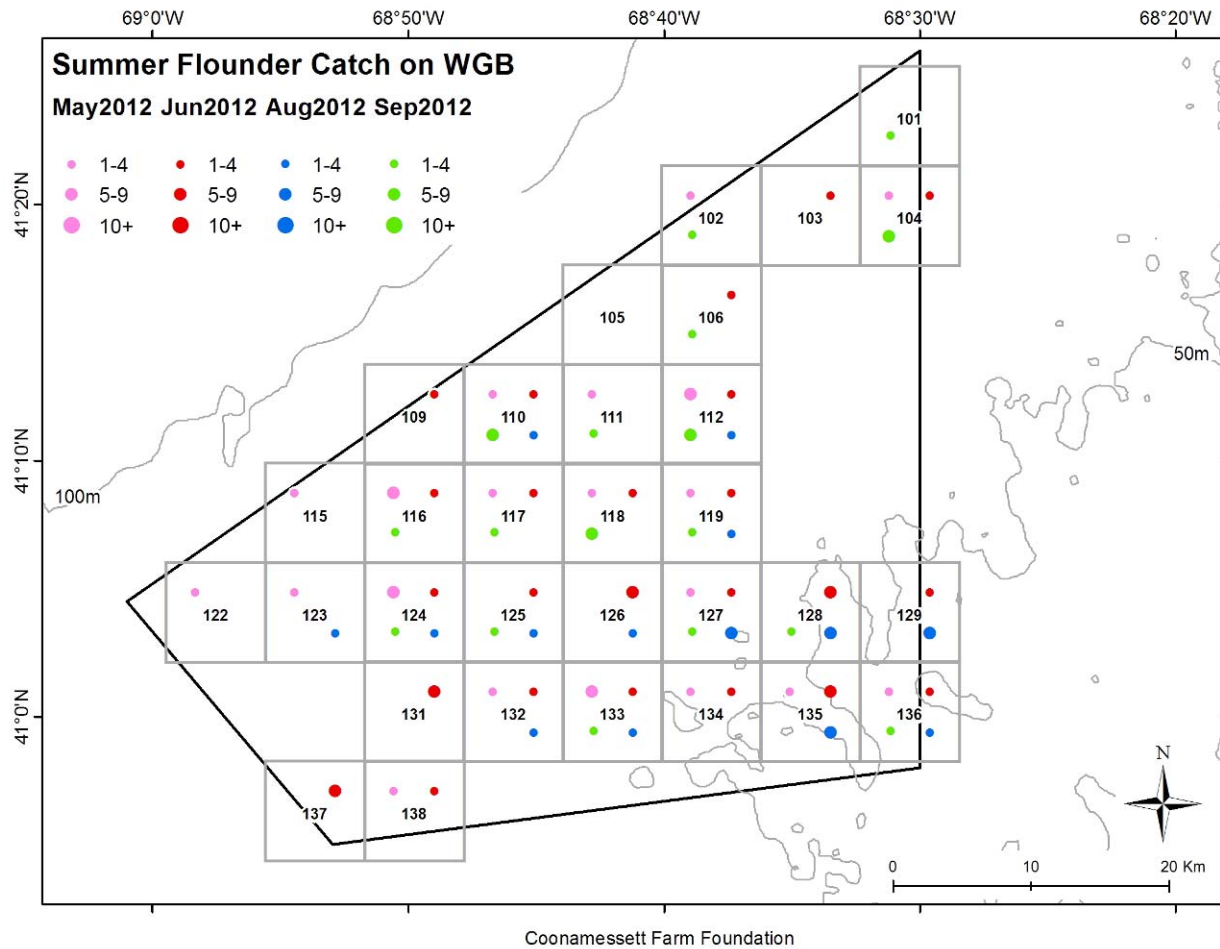 69°0'W 68°50'W 68°40'W 68°30'W 68°20'W
Summer Flounder Catch on WGB
May2012 Jun2012 Aug2012 Sep2012
1-4 1-4 1-4 1-4
5-9 5-9 5-9 5-9
10+ 10+ 10+ 10+
41°20'N
41°10'N
41°0'N
101
102 103 104
105 106
50m
109 110 111 112
100m
115 116 117 118 119
122 123 124 125 126 127 128 129
131 132 133 134 135 136
137 138
N
0 10 20 Km
Coonamessett Farm Foundation